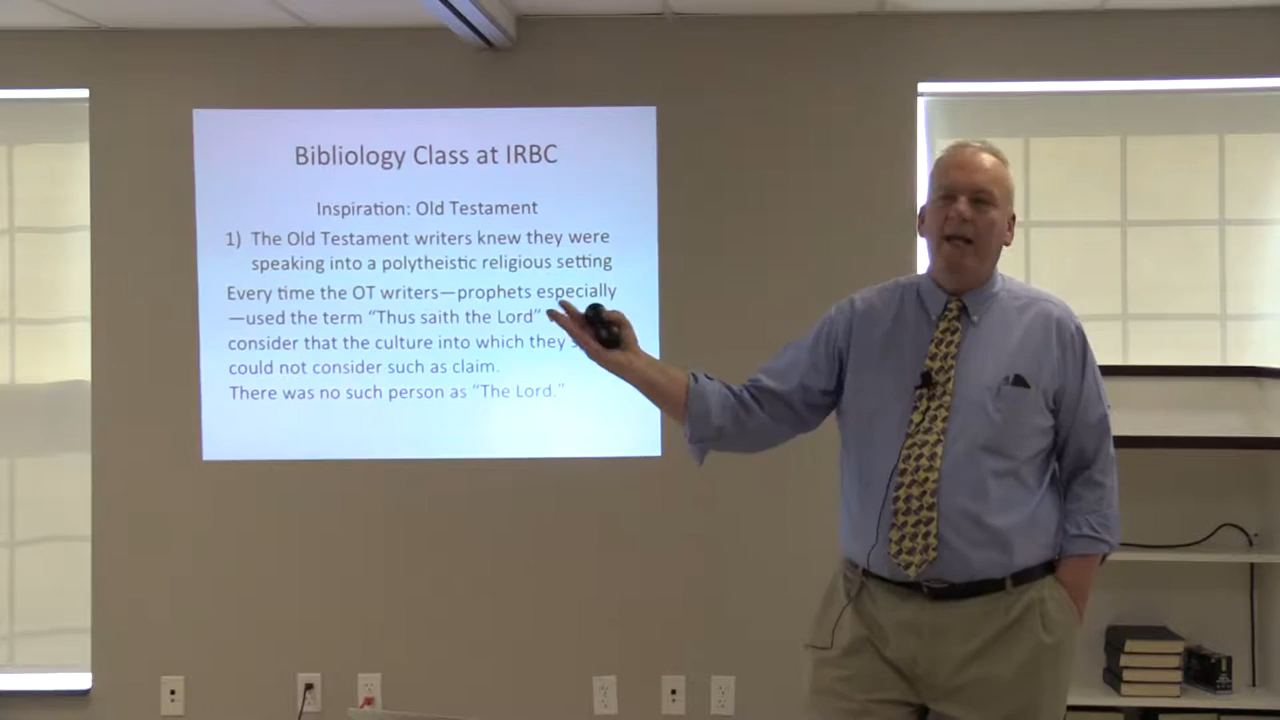 Bibliology Class at IRBC
Inspiration: Old Testament
1) The Old Testament writers knew they were
speaking into a polytheistic religious setting
Every time the OT writers—prophets especially
—used the term “Thus saith the Lord”
consider that the culture into which they
could not consider such as claim.
There was no such person as “The Lord.”